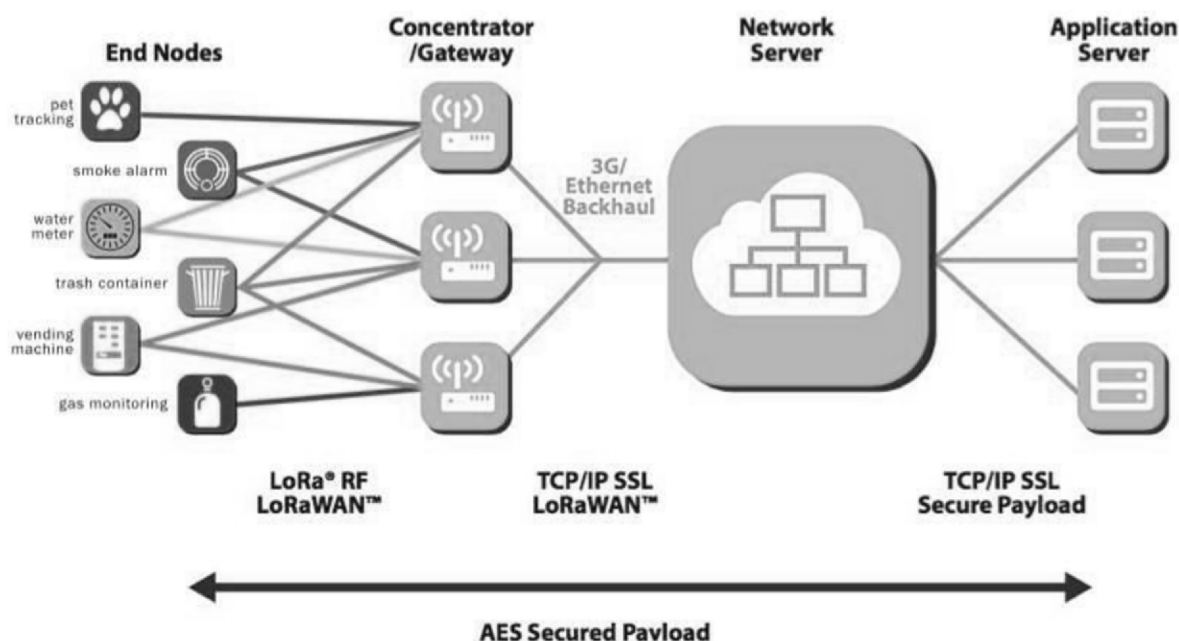 End Nodes
Concentrator
/Gateway
Network
Server
Application
Server
pet
tracking
smoke alarm
water
meter
trash container
vending
machine
gas monitoring
3G/
Ethernet
Backhaul
LoRa® RF
LoRaWAN™
TCP/IP SSL
LoRaWAN™
TCP/IP SSL
Secure Payload
AES Secured Payload